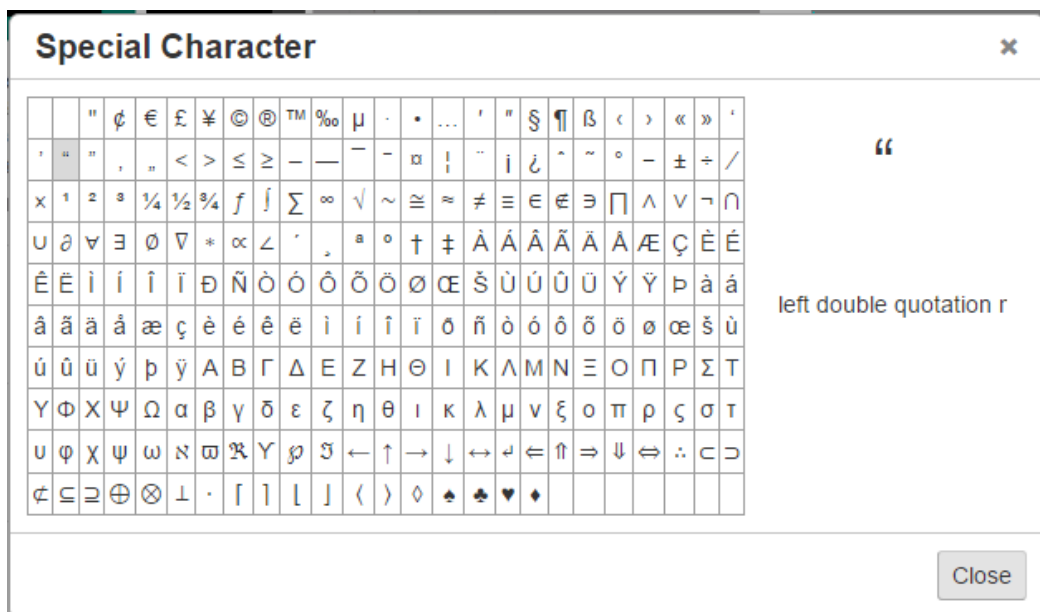 Special Character
×
" ¢ € £ ¥ © ® ™ ‰ µ · • … ′ ″ § ¶ ß ‹ › « » ‘
’ “ ” ‚ „ < > ≤ ≥ – — ¯ ‾ ¤ ¦ ¨ ¡ ¿ ˆ ˜ ° − ± ÷ ⁄
× ¹ ² ³ ¼ ½ ¾ ƒ ∫ ∑ ∞ √ ∼ ≅ ≈ ≠ ≡ ∈ ∉ ∋ ∏ ∧ ∨ ¬ ∩
∪ ∂ ∀ ∃ ∅ ∇ ∗ ∝ ∠ ´ ¸ ª º † ‡ À Á Â Ã Ä Å Æ Ç È É
Ê Ë Ì Í Î Ï Ð Ñ Ò Ó Ô Õ Ö Ø Œ Š Ù Ú Û Ü Ý Ÿ Þ à á
â ã ä å æ ç è é ê ë ì í î ï ð ñ ò ó ô õ ö ø œ š ù
ú û ü ý þ ÿ Α Β Γ Δ Ε Ζ Η Θ Ι Κ Λ Μ Ν Ξ Ο Π Ρ Σ Τ
Υ Φ Χ Ψ Ω α β γ δ ε ζ η θ ι κ λ μ ν ξ ο π ρ ς σ τ
υ φ χ ψ ω ℵ ϖ ℜ ϒ ℘ ℑ ← ↑ → ↓ ↔ ↵ ⇐ ⇑ ⇒ ⇓ ⇔ ∴ ⊂ ⊃
⊄ ⊆ ⊇ ⊕ ⊗ ⊥ ⋅ ⌈ ⌉ ⌊ ⌋ 〈 〉 ◊ ♠ ♣ ♥ ♦
“
left double quotation r
Close